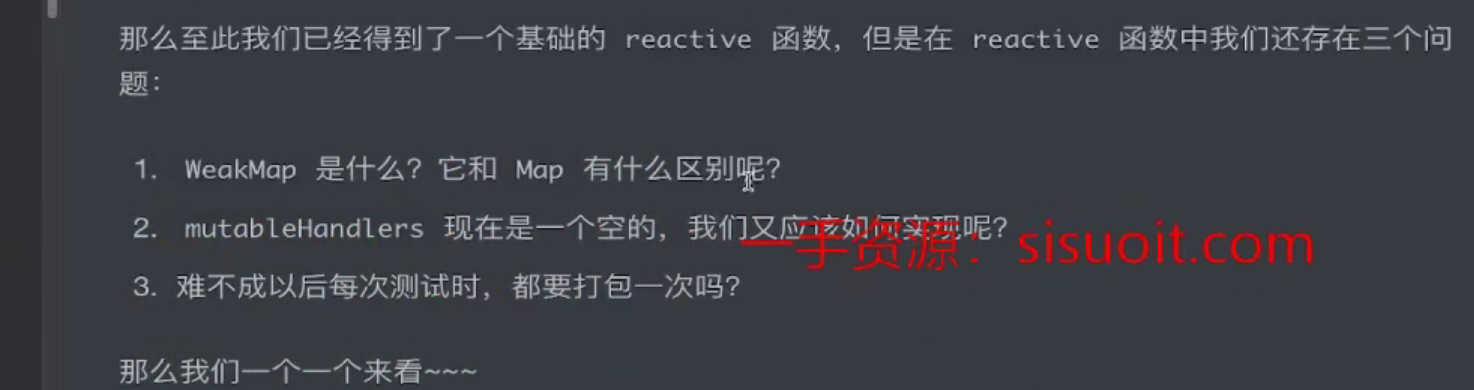 那么至此我们已经得到了一个基础的 reactive 函数，但是在 reactive 函数中我们还存在三个问
题：
1. WeakMap 是什么？它和 Map 有什么区别呢？
2. mutableHandlers 现在是一个空的，我们又应该如何实现呢？
一手资源：sisuoit.com
3. 难不成以后每次测试时，都要打包一次吗？
那么我们一个一个来看~~~